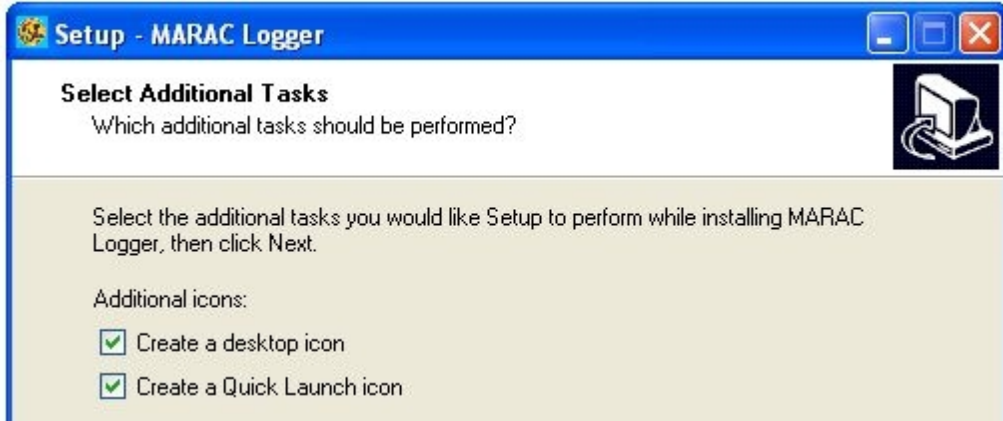 Setup - MARAC Logger
Select Additional Tasks
Which additional tasks should be performed?
Select the additional tasks you would like Setup to perform while installing MARAC
Logger, then click Next.
Additional icons:
Create a desktop icon
Create a Quick Launch icon